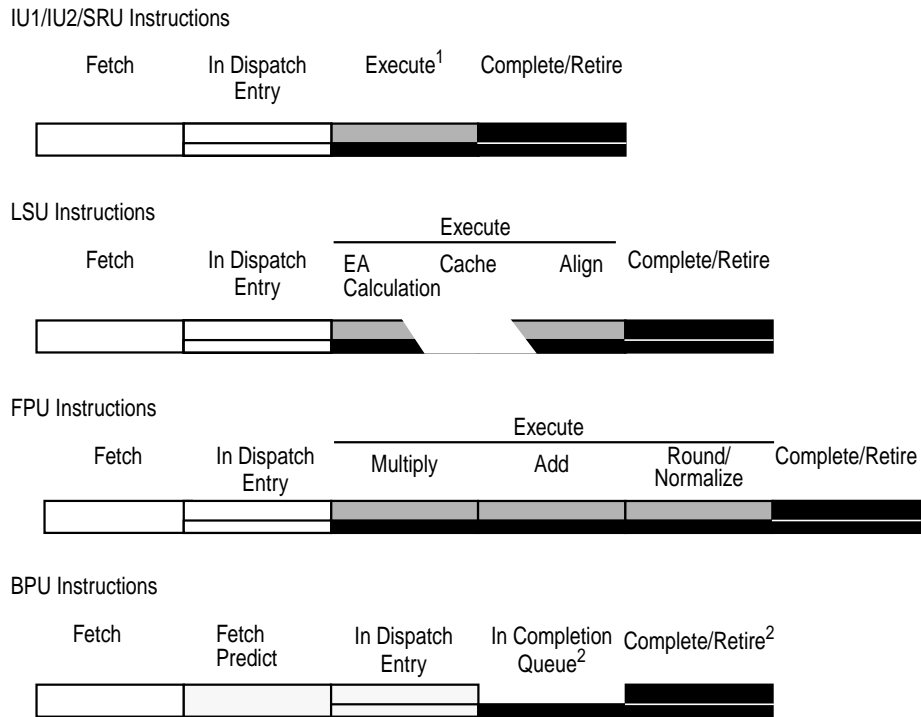 IU1/IU2/SRU Instructions
Fetch In Dispatch Entry Execute1 Complete/Retire
LSU Instructions
Execute
Fetch In Dispatch Entry EA Calculation Cache Align Complete/Retire
FPU Instructions
Execute
Fetch In Dispatch Entry Multiply Add Round/ Normalize Complete/Retire
BPU Instructions
Fetch Fetch Predict In Dispatch Entry In Completion Queue2 Complete/Retire2